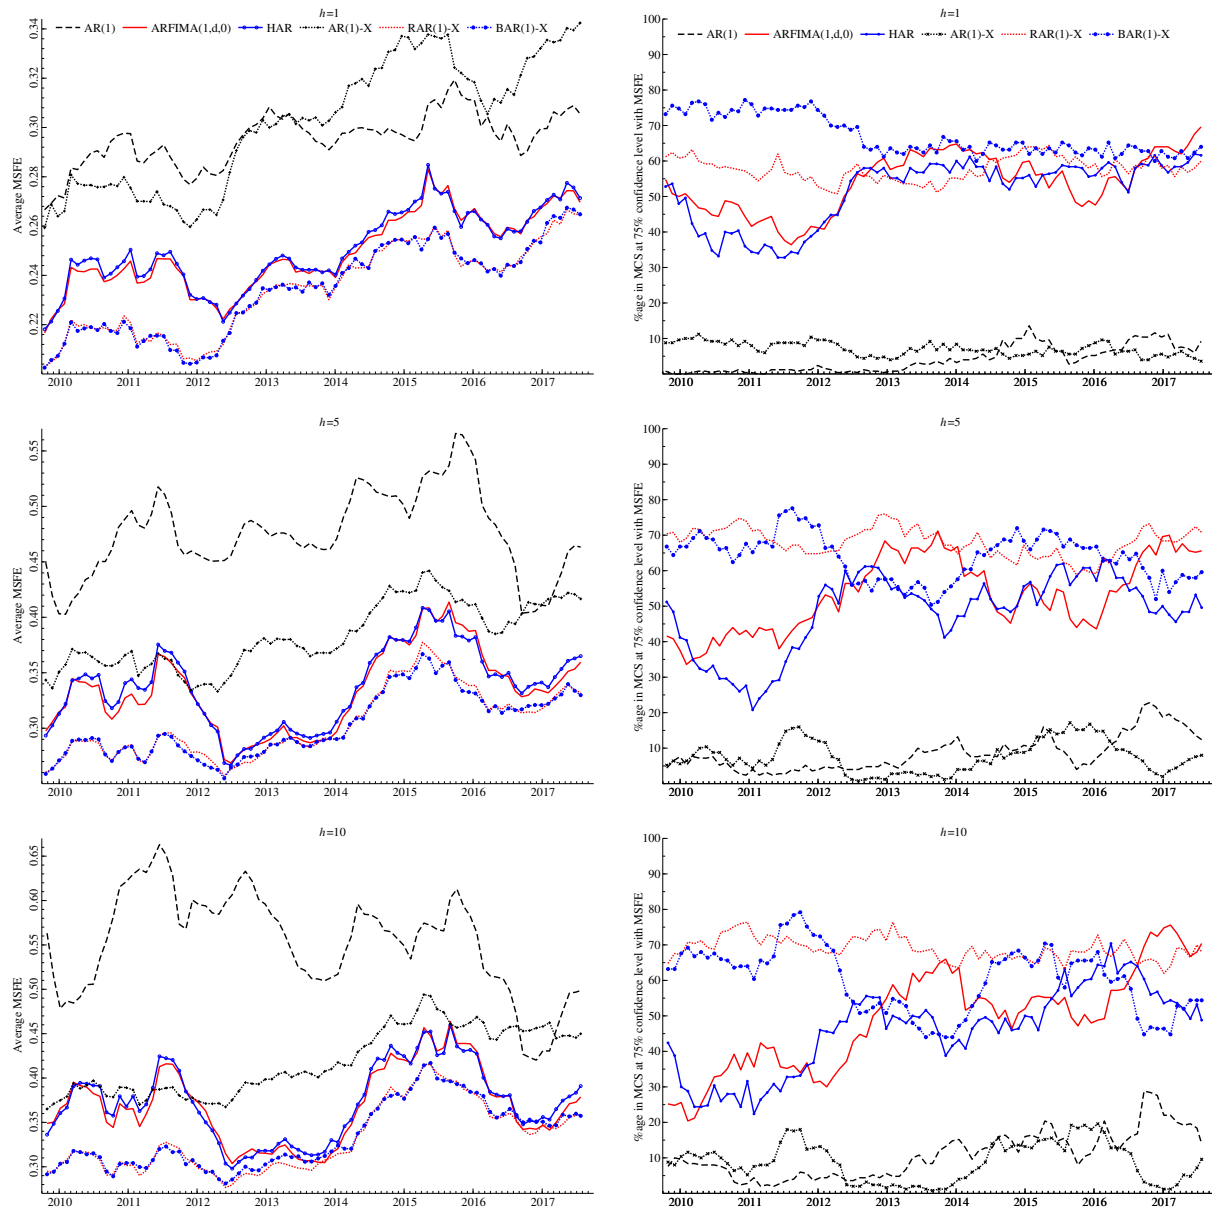 h=1
AR(1) ARFIMA(1,d,0) HAR AR(1)-X RAR(1)-X BAR(1)-X
Average MSFE
0.34
0.32
0.30
0.28
0.26
0.24
0.22
2010 2011 2012 2013 2014 2015 2016 2017
h=1
AR(1) ARFIMA(1,d,0) HAR AR(1)-X RAR(1)-X BAR(1)-X
%age in MCS at 75% confidence level with MSFE
100
90
80
70
60
50
40
30
20
10
2010 2011 2012 2013 2014 2015 2016 2017
h=5
Average MSFE
0.55
0.50
0.45
0.40
0.35
0.30
2010 2011 2012 2013 2014 2015 2016 2017
h=5
%age in MCS at 75% confidence level with MSFE
100
90
80
70
60
50
40
30
20
10
2010 2011 2012 2013 2014 2015 2016 2017
h=10
Average MSFE
0.65
0.60
0.55
0.50
0.45
0.40
0.35
0.30
2010 2011 2012 2013 2014 2015 2016 2017
h=10
%age in MCS at 75% confidence level with MSFE
100
90
80
70
60
50
40
30
20
10
2010 2011 2012 2013 2014 2015 2016 2017